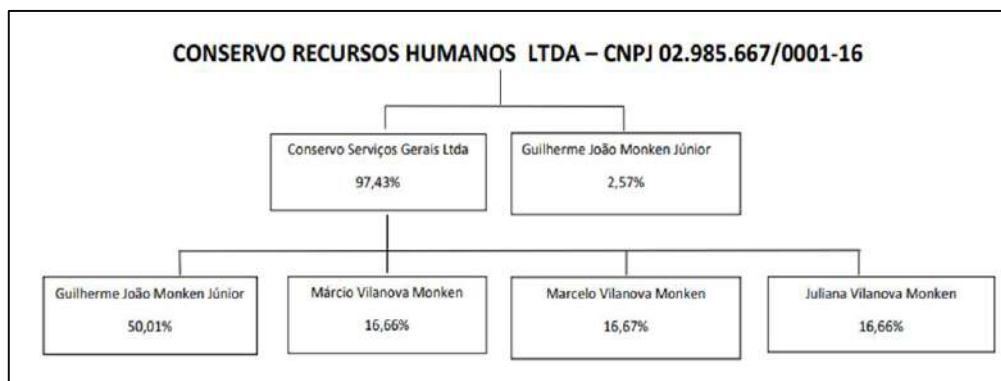 CONSERVO RECURSOS HUMANOS LTDA – CNPJ 02.985.667/0001-16
Conservo Serviços Gerais Ltda
97,43%
Guilherme João Monken Júnior
2,57%
Guilherme João Monken Júnior
50,01%
Márcio Vilanova Monken
16,66%
Marcelo Vilanova Monken
16,67%
Juliana Vilanova Monken
16,66%